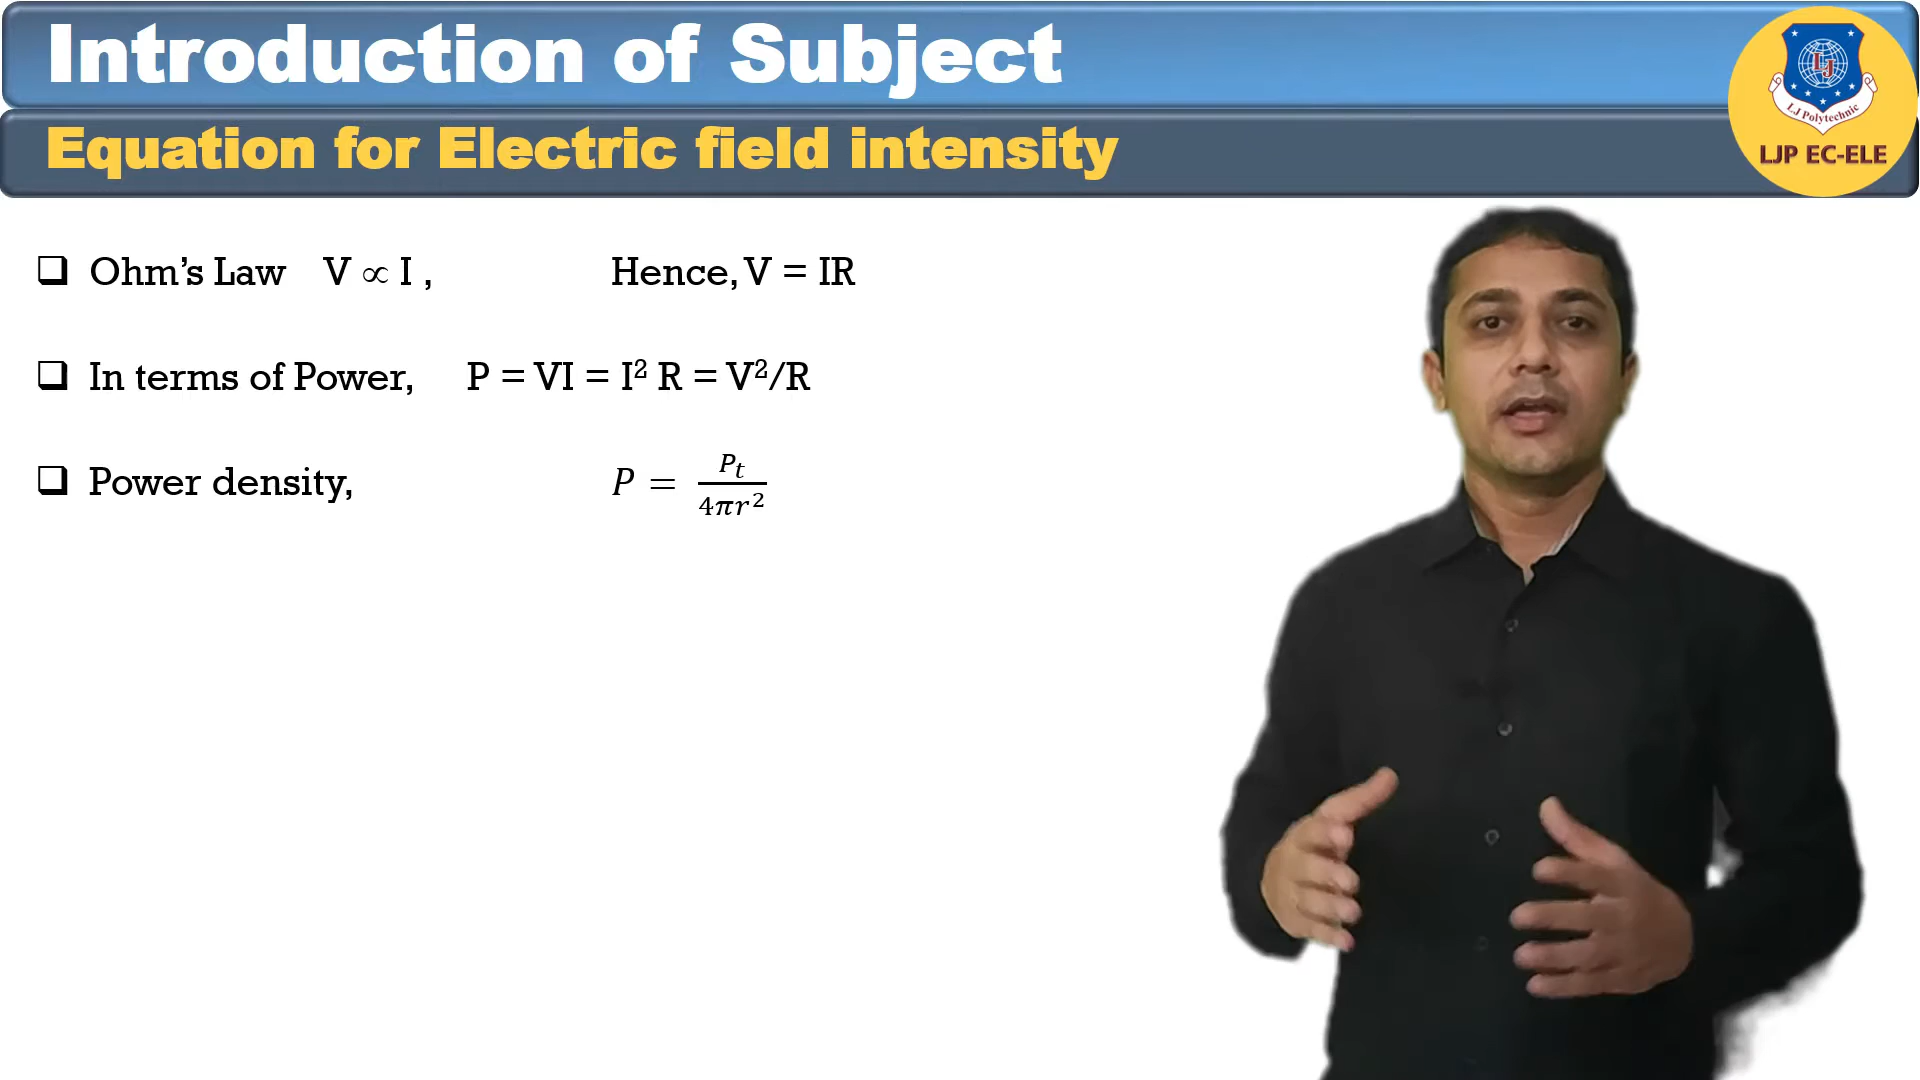 Introduction of Subject
Equation for Electric field intensity
LJ
LJ Polytechnic
LJP EC-ELE
❑ Ohm's Law V ∝ I , Hence, V = IR
❑ In terms of Power, P = VI = I² R = V²/R
❑ Power density, P = P_t / 4πr²